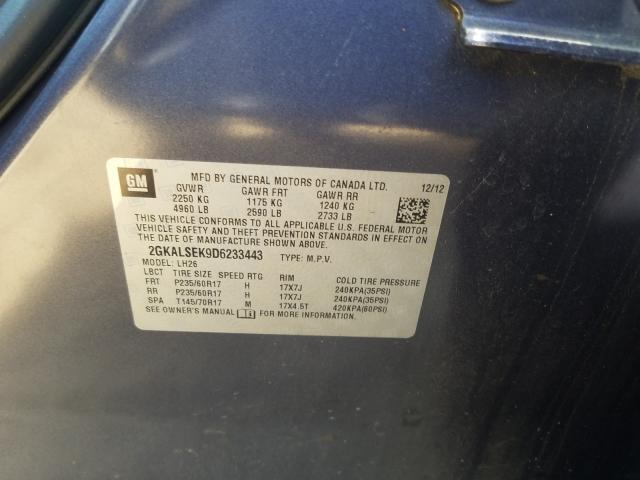 GM
MFD BY GENERAL MOTORS OF CANADA LTD. 12/12
GVWR GAWR FRT GAWR RR
2250 KG 1175 KG 1240 KG
4960 LB 2590 LB 2733 LB
THIS VEHICLE CONFORMS TO ALL APPLICABLE U.S. FEDERAL MOTOR
VEHICLE SAFETY AND THEFT PREVENTION STANDARDS IN EFFECT ON
THE DATE OF MANUFACTURE SHOWN ABOVE.
2GKALSEK9D6233443 TYPE: M.P.V.
MODEL: LH26
LBCT TIRE SIZE SPEED RTG RIM COLD TIRE PRESSURE
FRT P235/60R17 H 17X7J 240KPA(35PSI)
RR P235/60R17 H 17X7J 240KPA(35PSI)
SPA T145/70R17 M 17X4.5T 420KPA(60PSI)
SEE OWNER'S MANUAL FOR MORE INFORMATION.